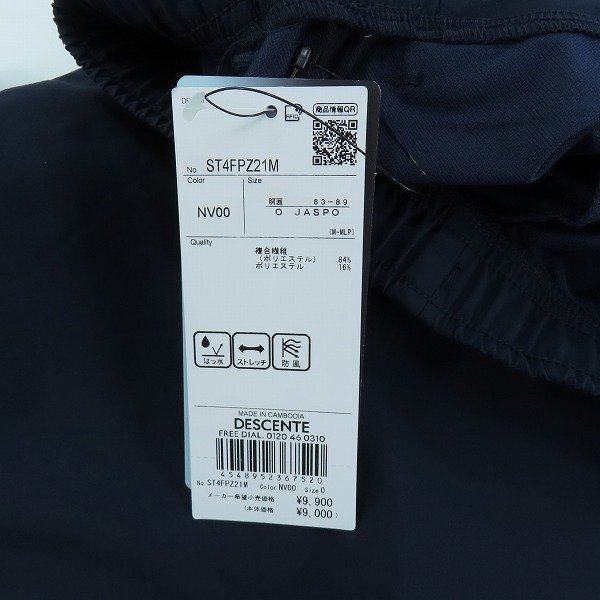 商品情報QR
No. ST4FPZ21M
Color Size
NV00
胴囲 83-89
O JASPO
(M-MLP)
Quality
複合繊維
(ポリエステル) 84%
ポリエステル 16%
はっ水 ストレッチ 防風
MADE IN CAMBODIA
DESCENTE
FREE DIAL. 0120 46 0310
4548952367520
No. ST4FPZ21M Color NV00 Size O
メーカー希望小売価格 ¥9,900
(本体価格 ¥9,000)